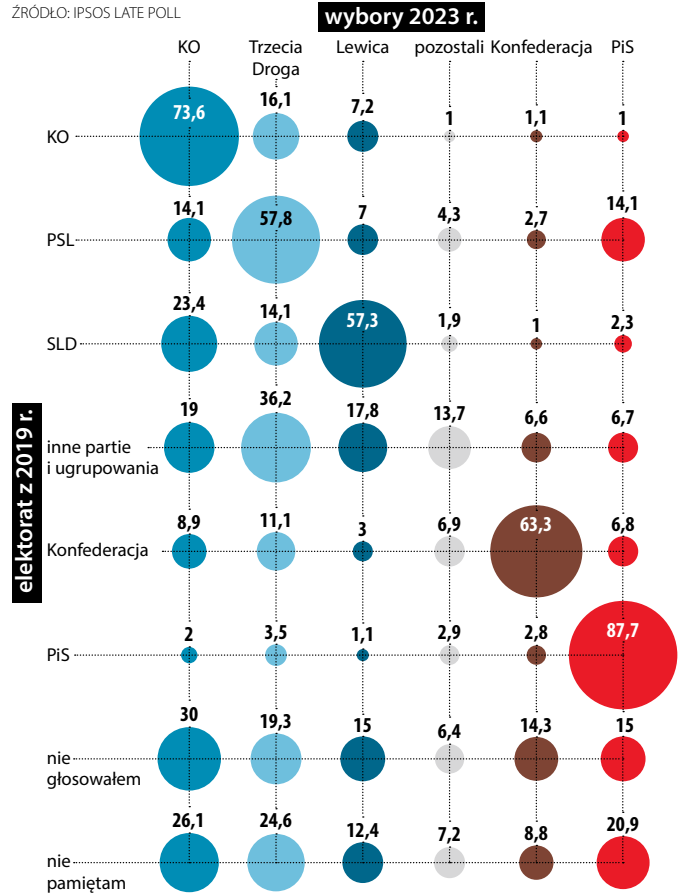 ŹRÓDŁO: IPSOS LATE POLL
wybory 2023 r.
KO
Trzecia
Droga
Lewica
pozostali
Konfederacja
PiS
elektorat z 2019 r.
KO
73,6
16,1
7,2
1
1,1
1
PSL
14,1
57,8
7
4,3
2,7
14,1
SLD
23,4
14,1
57,3
1,9
1
2,3
inne partie
i ugrupowania
19
36,2
17,8
13,7
6,6
6,7
Konfederacja
8,9
11,1
3
6,9
63,3
6,8
PiS
2
3,5
1,1
2,9
2,8
87,7
nie
głosowałem
30
19,3
15
6,4
14,3
15
nie
pamiętam
26,1
24,6
12,4
7,2
8,8
20,9